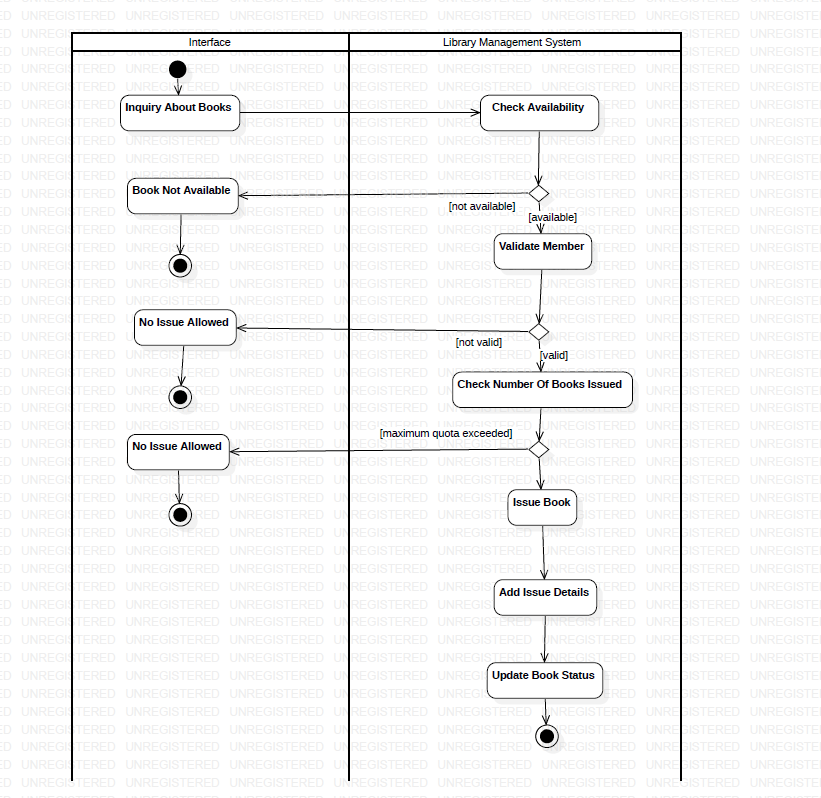 Interface
Library Management System
Inquiry About Books
Check Availability
Book Not Available
[not available]
[available]
Validate Member
No Issue Allowed
[not valid]
[valid]
Check Number Of Books Issued
[maximum quota exceeded]
No Issue Allowed
Issue Book
Add Issue Details
Update Book Status
UNREGISTERED